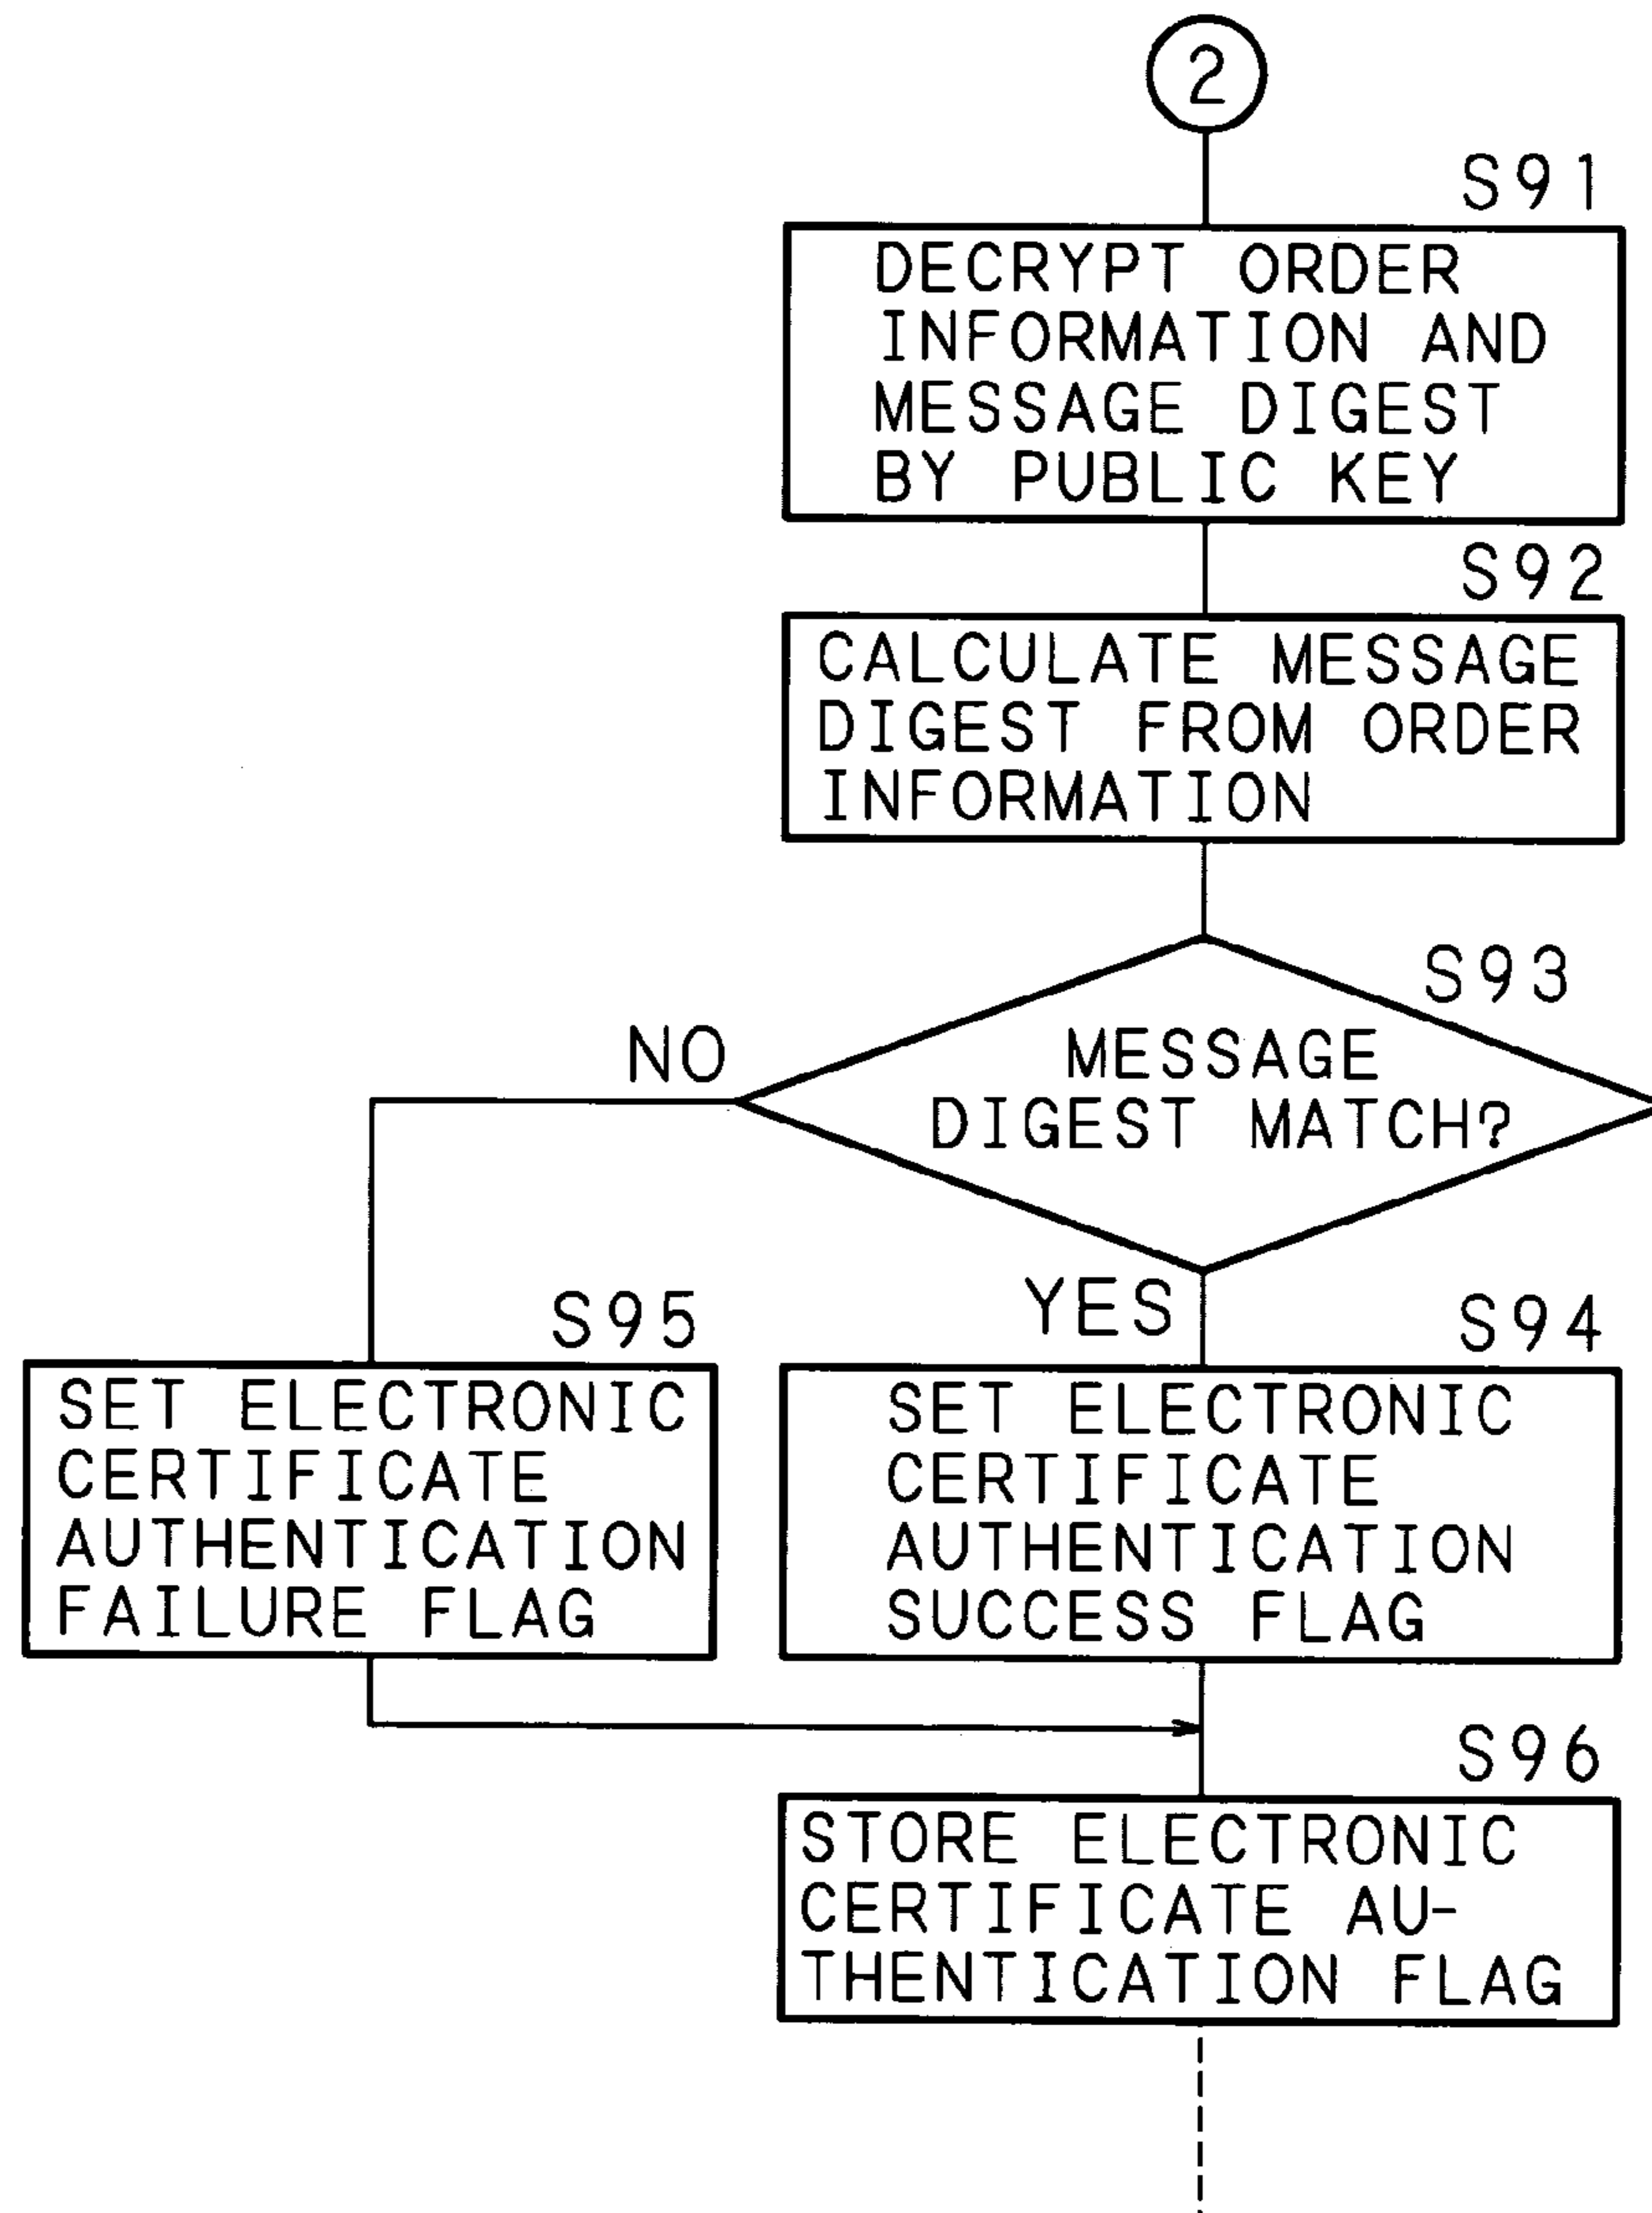 2
S91
DECRYPT ORDER
INFORMATION AND
MESSAGE DIGEST
BY PUBLIC KEY
S92
CALCULATE MESSAGE
DIGEST FROM ORDER
INFORMATION
S93
MESSAGE
DIGEST MATCH?
NO
YES
S95
SET ELECTRONIC
CERTIFICATE
AUTHENTICATION
FAILURE FLAG
S94
SET ELECTRONIC
CERTIFICATE
AUTHENTICATION
SUCCESS FLAG
S96
STORE ELECTRONIC
CERTIFICATE AU-
THENTICATION FLAG